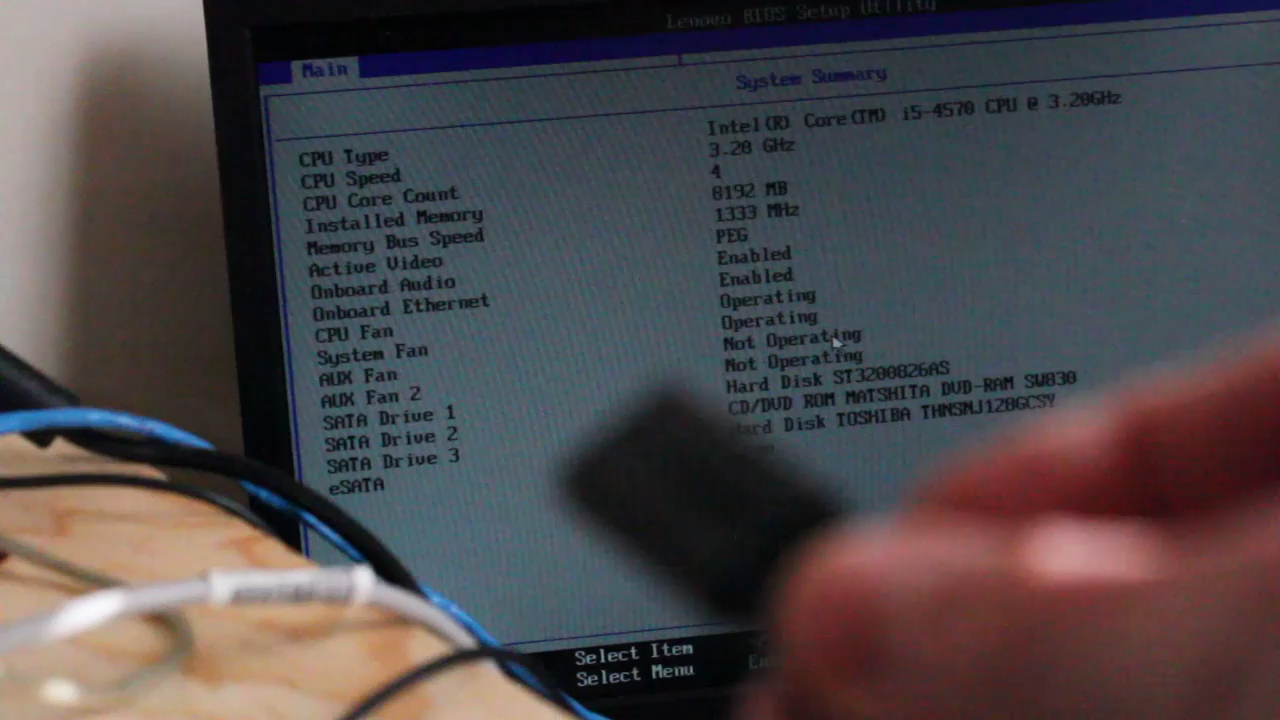 Lenovo BIOS Setup Utility
Main
System Summary
CPU Type Intel(R) Core(TM) i5-4570 CPU @ 3.20GHz
CPU Speed 3.20 GHz
CPU Core Count 4
Installed Memory 8192 MB
Memory Bus Speed 1333 MHz
Active Video PEG
Onboard Audio Enabled
Onboard Ethernet Enabled
CPU Fan Operating
System Fan Operating
AUX Fan Not Operating
AUX Fan 2 Not Operating
SATA Drive 1 Hard Disk ST3200826AS
SATA Drive 2 CD/DVD ROM MATSHITA DVD-RAM SW830
SATA Drive 3 Hard Disk TOSHIBA THNSNJ128GCSY
eSATA
Select Item
Select Menu